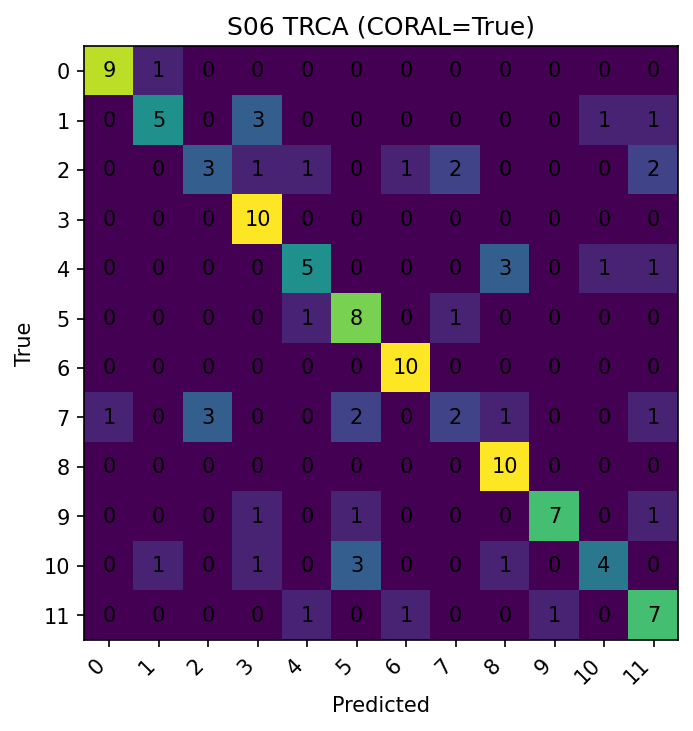 S06 TRCA (CORAL=True)
True
0 9 1 0 0 0 0 0 0 0 0 0 0
1 0 5 0 3 0 0 0 0 0 0 1 1
2 0 0 3 1 1 0 1 2 0 0 0 2
3 0 0 0 10 0 0 0 0 0 0 0 0
4 0 0 0 0 5 0 0 0 3 0 1 1
5 0 0 0 0 1 8 0 1 0 0 0 0
6 0 0 0 0 0 0 10 0 0 0 0 0
7 1 0 3 0 0 2 0 2 1 0 0 1
8 0 0 0 0 0 0 0 0 10 0 0 0
9 0 0 0 1 0 1 0 0 0 7 0 1
10 0 1 0 1 0 3 0 0 1 0 4 0
11 0 0 0 0 1 0 1 0 0 1 0 7
0 1 2 3 4 5 6 7 8 9 10 11
Predicted